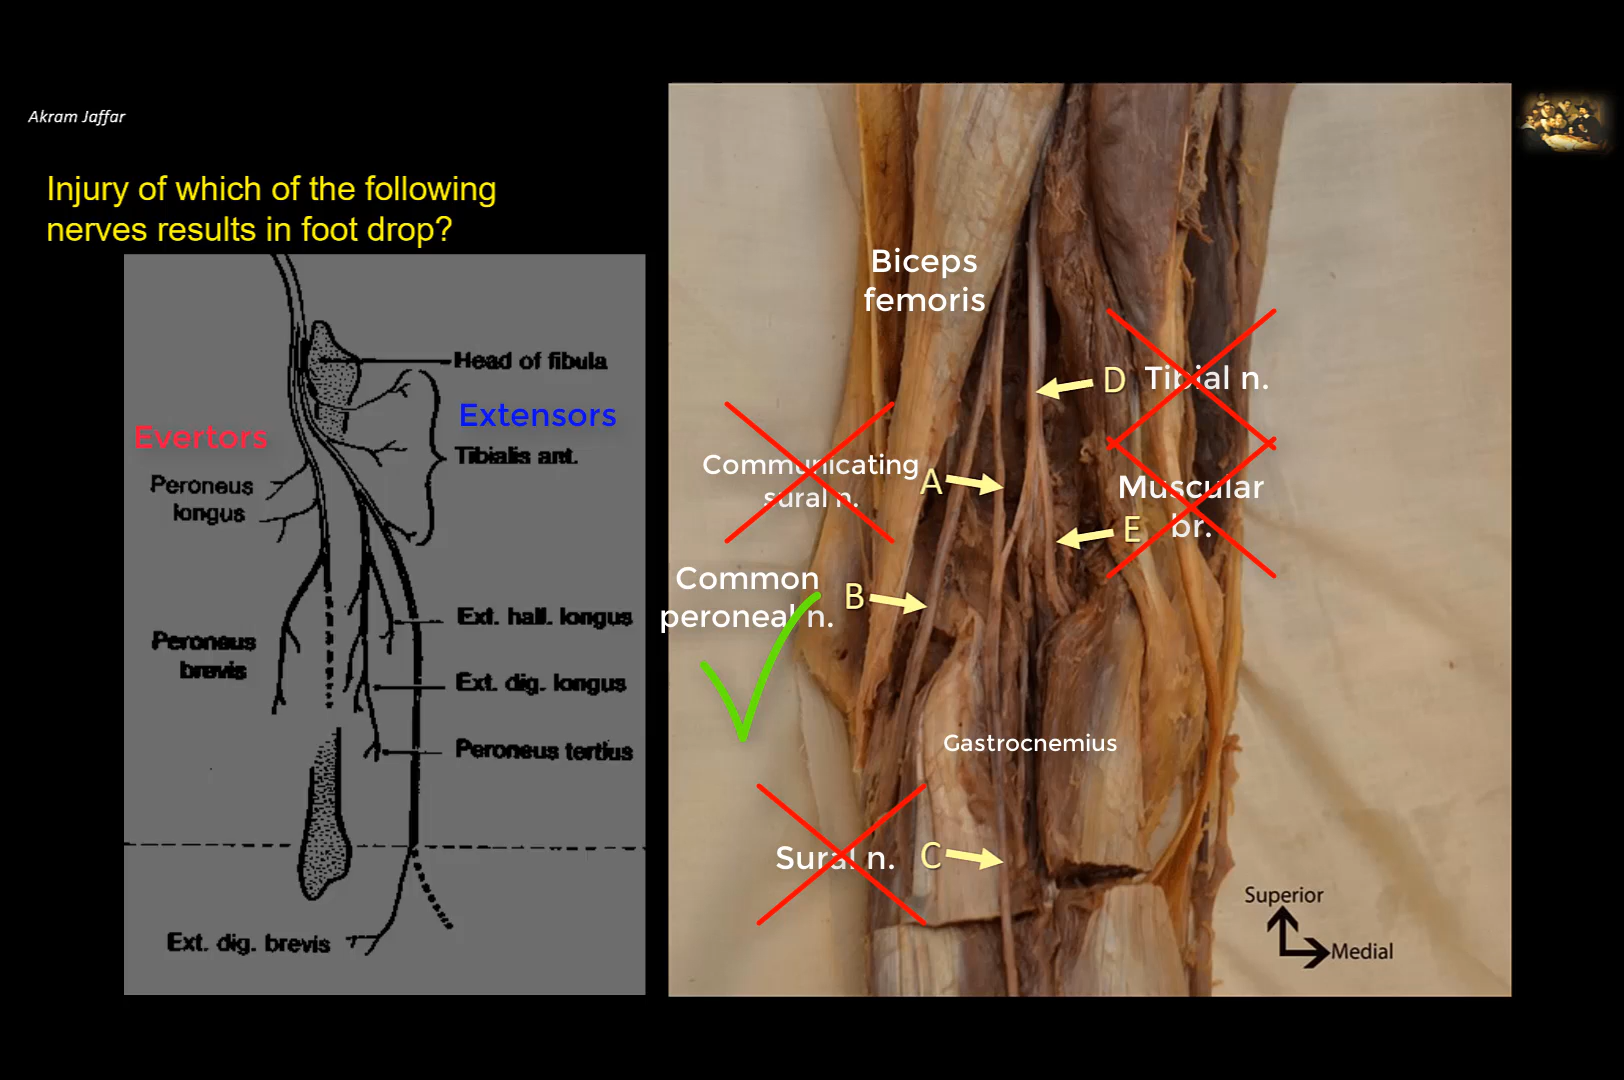 Akram Jaffar
Injury of which of the following
nerves results in foot drop?
Head of fibula
Extensors
Evertors
Tibialis ant.
Peroneus
longus
Ext. hall. longus
Peroneus
brevis
Ext. dig. longus
Peroneus tertius
Ext. dig. brevis
Biceps
femoris
D
Tibial n.
Communicating
sural n.
A
Muscular
br.
E
Common
peroneal n.
B
Gastrocnemius
Sural n.
C
Superior
Medial